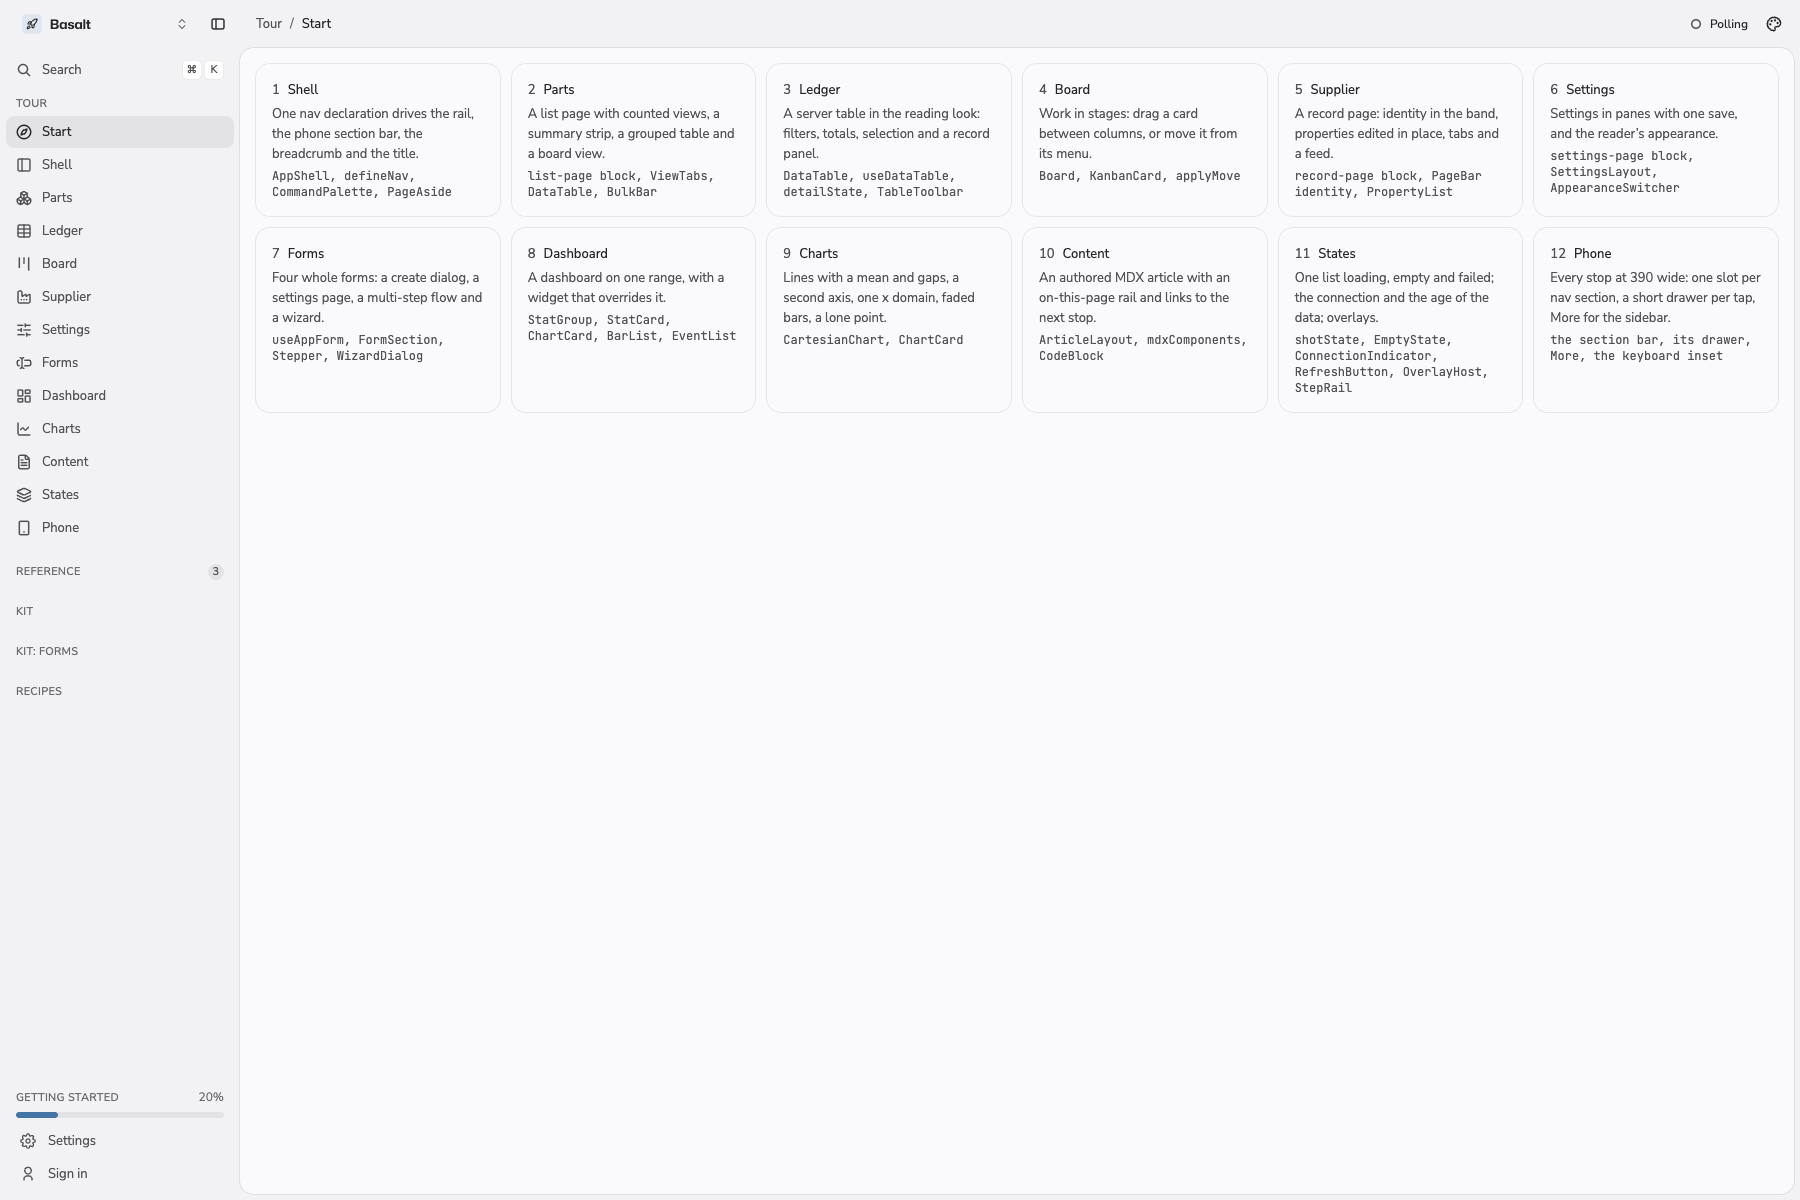 Basalt
Tour / Start
Polling
Search ⌘ K
TOUR
Start
Shell
Parts
Ledger
Board
Supplier
Settings
Forms
Dashboard
Charts
Content
States
Phone
REFERENCE 3
KIT
KIT: FORMS
RECIPES
GETTING STARTED 20%
Settings
Sign in
1 Shell
One nav declaration drives the rail,
the phone section bar, the
breadcrumb and the title.
AppShell, defineNav,
CommandPalette, PageAside
2 Parts
A list page with counted views, a
summary strip, a grouped table and
a board view.
list-page block, ViewTabs,
DataTable, BulkBar
3 Ledger
A server table in the reading look:
filters, totals, selection and a record
panel.
DataTable, useDataTable,
detailState, TableToolbar
4 Board
Work in stages: drag a card
between columns, or move it from
its menu.
Board, KanbanCard, applyMove
5 Supplier
A record page: identity in the band,
properties edited in place, tabs and
a feed.
record-page block, PageBar
identity, PropertyList
6 Settings
Settings in panes with one save,
and the reader’s appearance.
settings-page block,
SettingsLayout,
AppearanceSwitcher
7 Forms
Four whole forms: a create dialog, a
settings page, a multi-step flow and
a wizard.
useAppForm, FormSection,
Stepper, WizardDialog
8 Dashboard
A dashboard on one range, with a
widget that overrides it.
StatGroup, StatCard,
ChartCard, BarList, EventList
9 Charts
Lines with a mean and gaps, a
second axis, one x domain, faded
bars, a lone point.
CartesianChart, ChartCard
10 Content
An authored MDX article with an
on-this-page rail and links to the
next stop.
ArticleLayout, mdxComponents,
CodeBlock
11 States
One list loading, empty and failed;
the connection and the age of the
data; overlays.
shotState, EmptyState,
ConnectionIndicator,
RefreshButton, OverlayHost,
StepRail
12 Phone
Every stop at 390 wide: one slot per
nav section, a short drawer per tap,
More for the sidebar.
the section bar, its drawer,
More, the keyboard inset